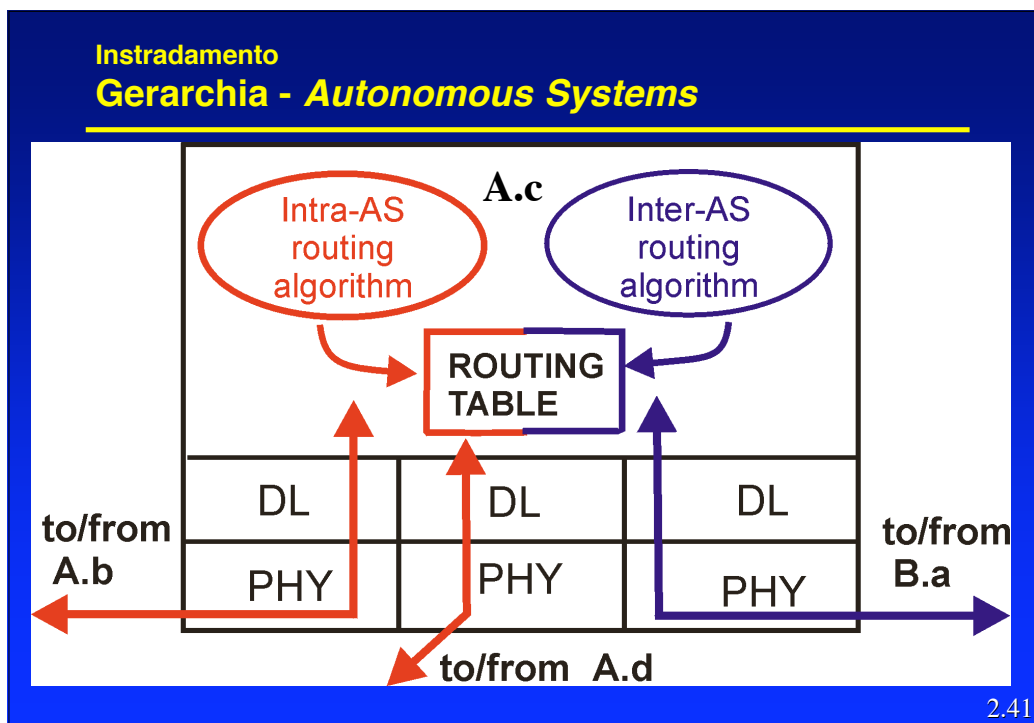 Instradamento
Gerarchia - Autonomous Systems
A.c
Intra-AS
routing
algorithm
Inter-AS
routing
algorithm
ROUTING
TABLE
DL
DL
DL
to/from
A.b
to/from
B.a
PHY
PHY
PHY
to/from A.d
2.41